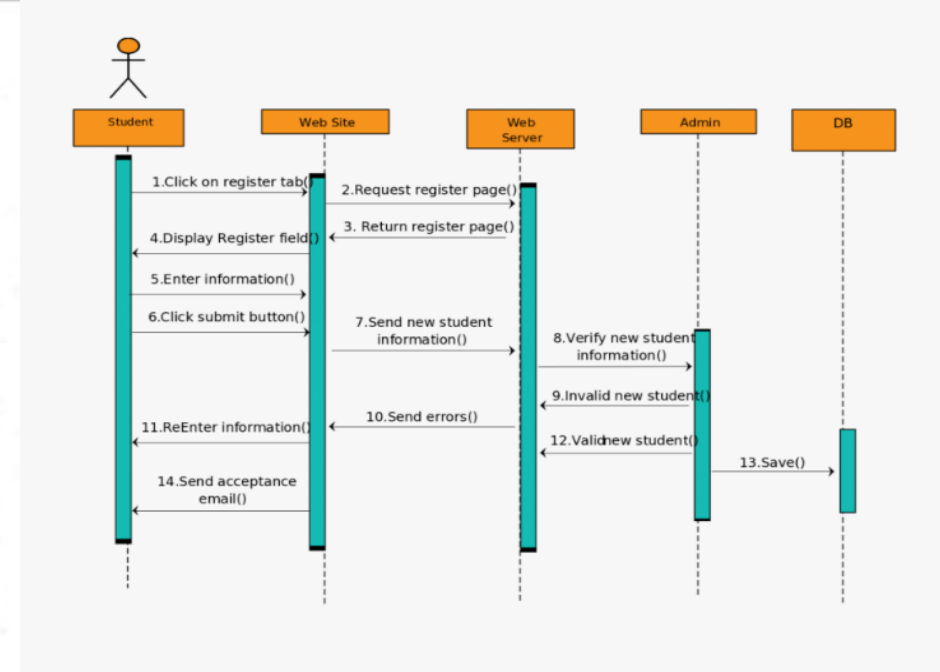 Student
Web Site
Web
Server
Admin
DB
1.Click on register tab()
2.Request register page()
3. Return register page()
4.Display Register field()
5.Enter information()
6.Click submit button()
7.Send new student
information()
8.Verify new student
information()
9.Invalid new student()
10.Send errors()
11.ReEnter information()
12.Validnew student()
13.Save()
14.Send acceptance
email()